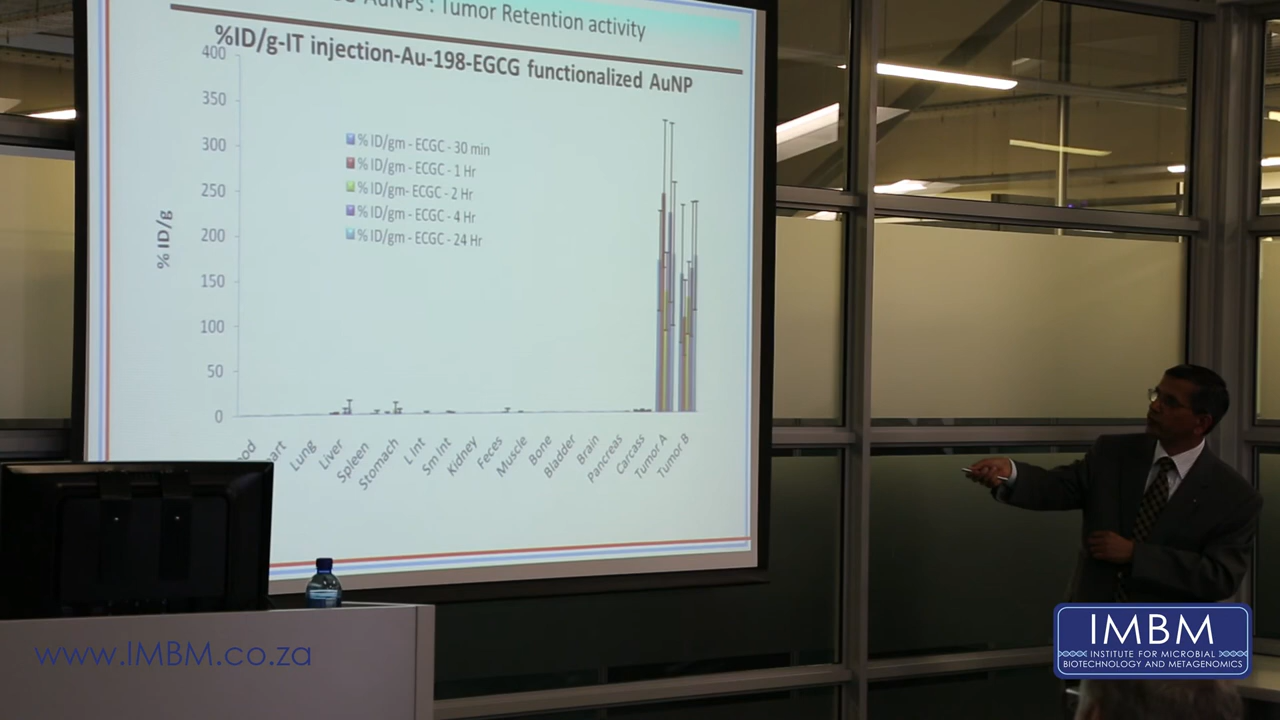 AuNPs : Tumor Retention activity
%ID/g-IT injection-Au-198-EGCG functionalized AuNP
400
350
300
250
200
150
100
50
0
% ID/g
% ID/gm - ECGC - 30 min
% ID/gm - ECGC - 1 Hr
% ID/gm- ECGC - 2 Hr
% ID/gm - ECGC - 4 Hr
% ID/gm - ECGC - 24 Hr
Lung
Liver
Spleen
Stomach
L Int
Sm Int
Kidney
Feces
Muscle
Bone
Bladder
Brain
Pancreas
Carcass
Tumor A
Tumor B
www.IMBM.co.za
IMBM
INSTITUTE FOR MICROBIAL
BIOTECHNOLOGY AND METAGENOMICS